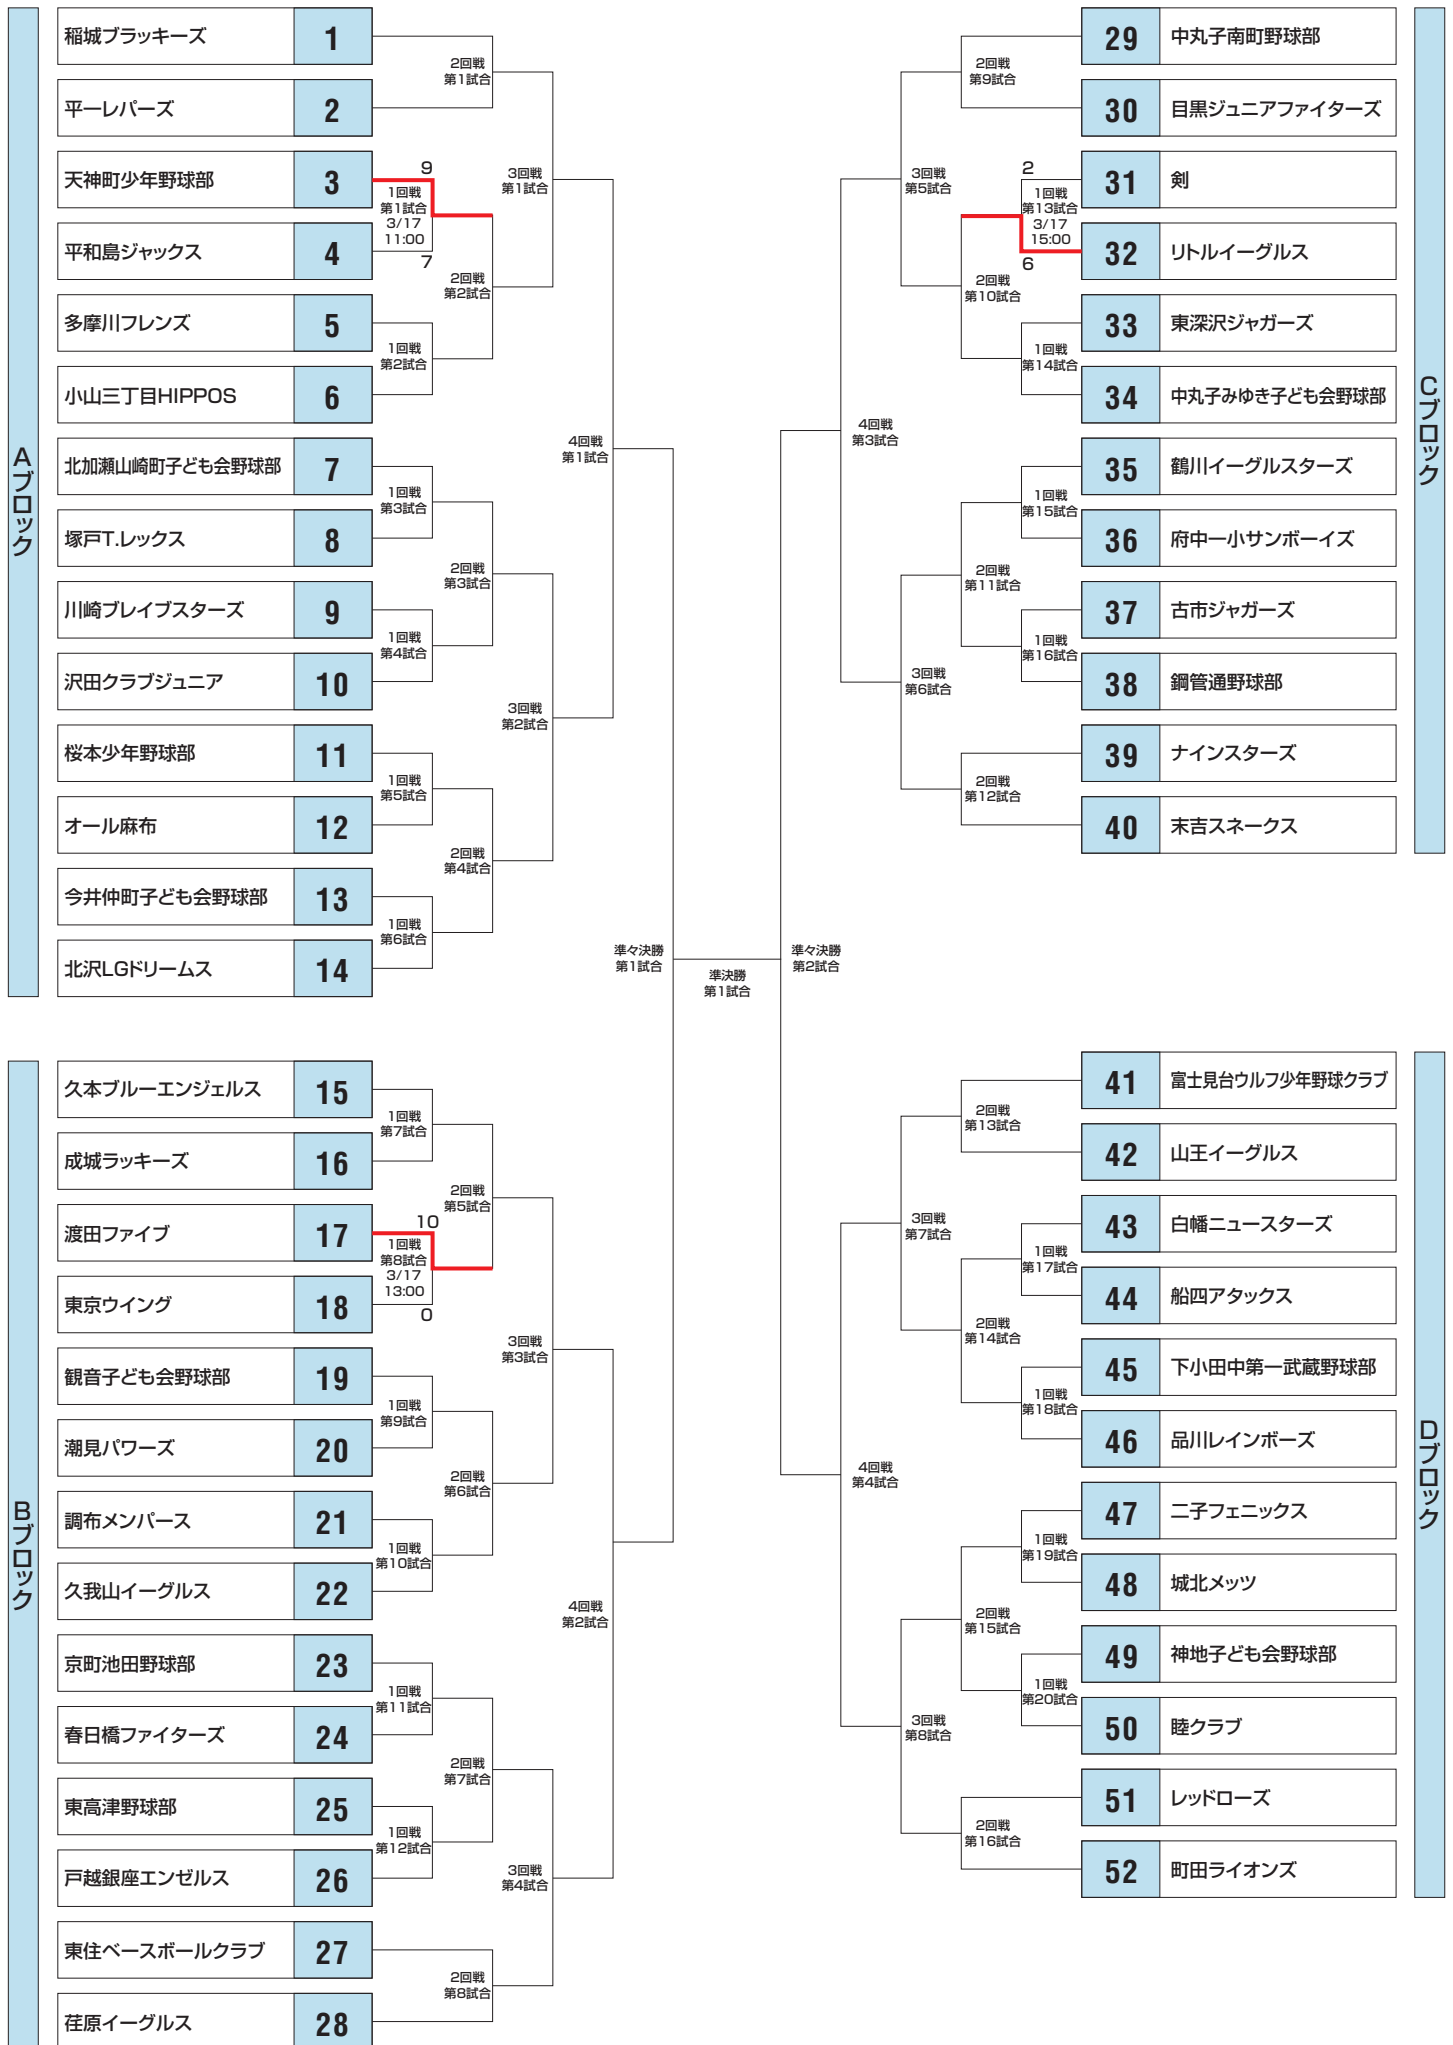 Aブロック
稲城ブラッキーズ 1
平一レパーズ 2
天神町少年野球部 3
平和島ジャックス 4
多摩川フレンズ 5
小山三丁目HIPPOS 6
北加瀬山崎町子ども会野球部 7
塚戸T.レックス 8
川崎ブレイブスターズ 9
沢田クラブジュニア 10
桜本少年野球部 11
オール麻布 12
今井仲町子ども会野球部 13
北沢LGドリームス 14
2回戦
第1試合
9
1回戦
第1試合
3/17
11:00
7
3回戦
第1試合
2回戦
第2試合
1回戦
第2試合
4回戦
第1試合
1回戦
第3試合
2回戦
第3試合
1回戦
第4試合
3回戦
第2試合
1回戦
第5試合
2回戦
第4試合
1回戦
第6試合
Bブロック
久本ブルーエンジェルス 15
成城ラッキーズ 16
渡田ファイブ 17
東京ウイング 18
観音子ども会野球部 19
潮見パワーズ 20
調布メンパース 21
久我山イーグルス 22
京町池田野球部 23
春日橋ファイターズ 24
東高津野球部 25
戸越銀座エンゼルス 26
東住ベースボールクラブ 27
荏原イーグルス 28
1回戦
第7試合
2回戦
第5試合
10
1回戦
第8試合
3/17
13:00
0
3回戦
第3試合
1回戦
第9試合
2回戦
第6試合
1回戦
第10試合
4回戦
第2試合
1回戦
第11試合
2回戦
第7試合
1回戦
第12試合
3回戦
第4試合
2回戦
第8試合
準々決勝
第1試合
準決勝
第1試合
準々決勝
第2試合
Cブロック
29 中丸子南町野球部
30 目黒ジュニアファイターズ
31 剣
32 リトルイーグルス
33 東深沢ジャガーズ
34 中丸子みゆき子ども会野球部
35 鶴川イーグルスターズ
36 府中一小サンボーイズ
37 古市ジャガーズ
38 鋼管通野球部
39 ナインスターズ
40 末吉スネークス
2回戦
第9試合
3回戦
第5試合
2
1回戦
第13試合
3/17
15:00
6
2回戦
第10試合
1回戦
第14試合
4回戦
第3試合
1回戦
第15試合
2回戦
第11試合
1回戦
第16試合
3回戦
第6試合
2回戦
第12試合
Dブロック
41 富士見台ウルフ少年野球クラブ
42 山王イーグルス
43 白幡ニュースターズ
44 船四アタックス
45 下小田中第一武蔵野球部
46 品川レインボーズ
47 二子フェニックス
48 城北メッツ
49 神地子ども会野球部
50 睦クラブ
51 レッドローズ
52 町田ライオンズ
2回戦
第13試合
3回戦
第7試合
1回戦
第17試合
2回戦
第14試合
1回戦
第18試合
4回戦
第4試合
1回戦
第19試合
2回戦
第15試合
1回戦
第20試合
3回戦
第8試合
2回戦
第16試合